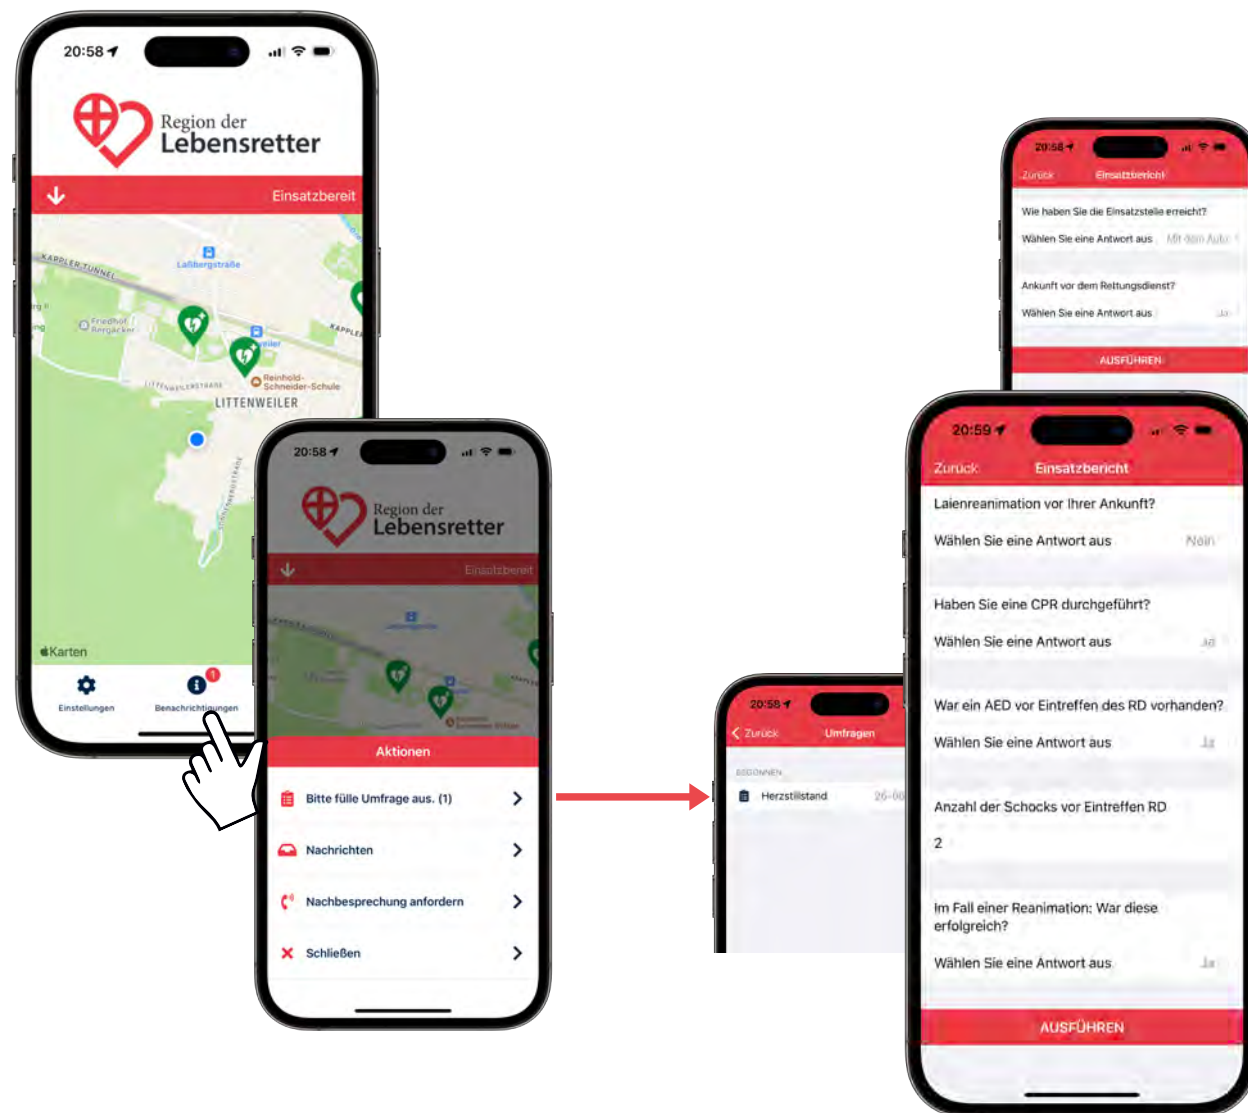 20:58
Region der
Lebensretter
Einsatzbereit
KAPPLER TUNNEL
Laßbergstraße
Friedhof
Bergäcker
KAPPLER
Reinhold-
Schneider-Schule
LITTENWEILERSTRASSE
LITTENWEILER
Karten
1
Einstellungen
Benachrichtigungen
20:58
Region der
Lebensretter
Einsatzbereit
Aktionen
Bitte fülle Umfrage aus. (1)
Nachrichten
Nachbesprechung anfordern
Schließen
20:58
Zurück
Umfragen
BEGONNEN
Herzstillstand
20:58
Zurück
Einsatzbericht
Wie haben Sie die Einsatzstelle erreicht?
Wählen Sie eine Antwort aus Mit dem Auto
Ankunft vor dem Rettungsdienst?
Wählen Sie eine Antwort aus Ja
AUSFÜHREN
20:59
Zurück
Einsatzbericht
Laienreanimation vor Ihrer Ankunft?
Wählen Sie eine Antwort aus Nein
Haben Sie eine CPR durchgeführt?
Wählen Sie eine Antwort aus Ja
War ein AED vor Eintreffen des RD vorhanden?
Wählen Sie eine Antwort aus Ja
Anzahl der Schocks vor Eintreffen RD
2
Im Fall einer Reanimation: War diese
erfolgreich?
Wählen Sie eine Antwort aus Ja
AUSFÜHREN